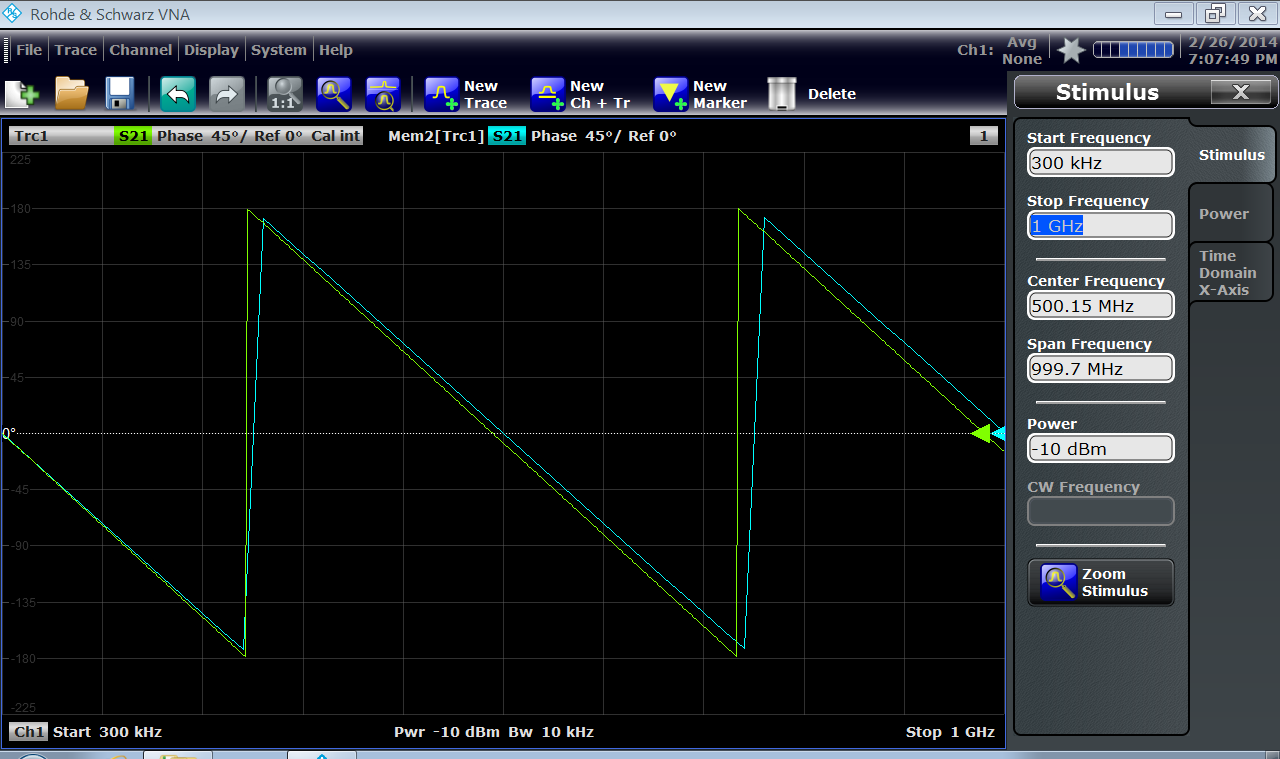 Rohde & Schwarz VNA
File Trace Channel Display System Help
Ch1: Avg None
2/26/2014
7:07:49 PM
1:1
New Trace
New Ch + Tr
New Marker
Delete
Trc1 S21 Phase 45°/ Ref 0° Cal int Mem2[Trc1] S21 Phase 45°/ Ref 0° 1
225
180
135
90
45
0°
-45
-90
-135
-180
-225
Ch1 Start 300 kHz Pwr -10 dBm Bw 10 kHz Stop 1 GHz
Stimulus X
Start Frequency
300 kHz
Stop Frequency
1 GHz
Center Frequency
500.15 MHz
Span Frequency
999.7 MHz
Power
-10 dBm
CW Frequency
Zoom
Stimulus
Stimulus
Power
Time
Domain
X-Axis